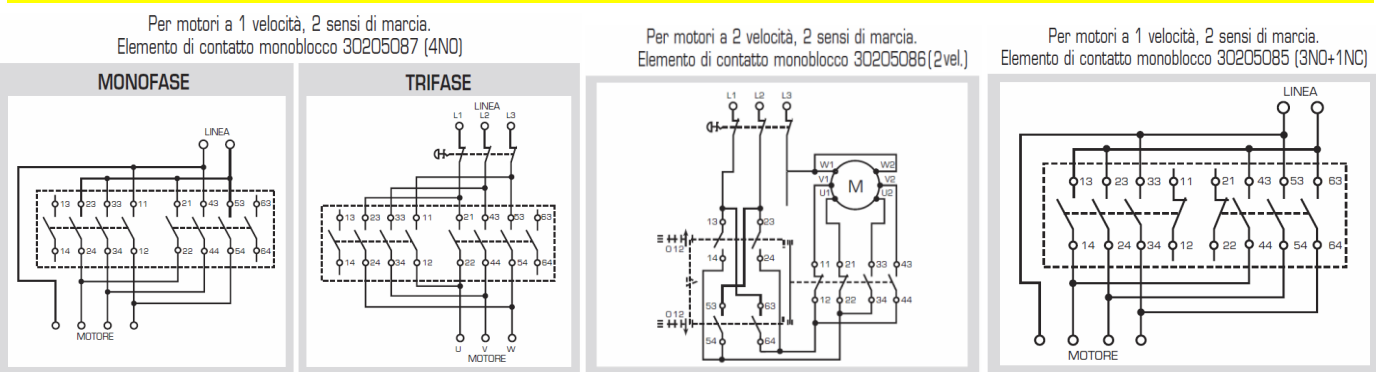 Per motori a 1 velocità, 2 sensi di marcia.
Elemento di contatto monoblocco 30205087 (4NO)
MONOFASE
LINEA
13 23 33 11 21 43 53 63
14 24 34 12 22 44 54 64
MOTORE
TRIFASE
LINEA
L1 L2 L3
13 23 33 11 21 43 53 63
14 24 34 12 22 44 54 64
U V W
MOTORE
Per motori a 2 velocità, 2 sensi di marcia.
Elemento di contatto monoblocco 30205086(2vel.)
L1 L2 L3
W1 W2
V1 M V2
U1 U2
13 23
0 1 2
14 24
11 21 33 43
12 22 34 44
53 63
0 1 2
54 64
Per motori a 1 velocità, 2 sensi di marcia.
Elemento di contatto monoblocco 30205085 (3NO+1NC)
LINEA
13 23 33 11 21 43 53 63
14 24 34 12 22 44 54 64
MOTORE